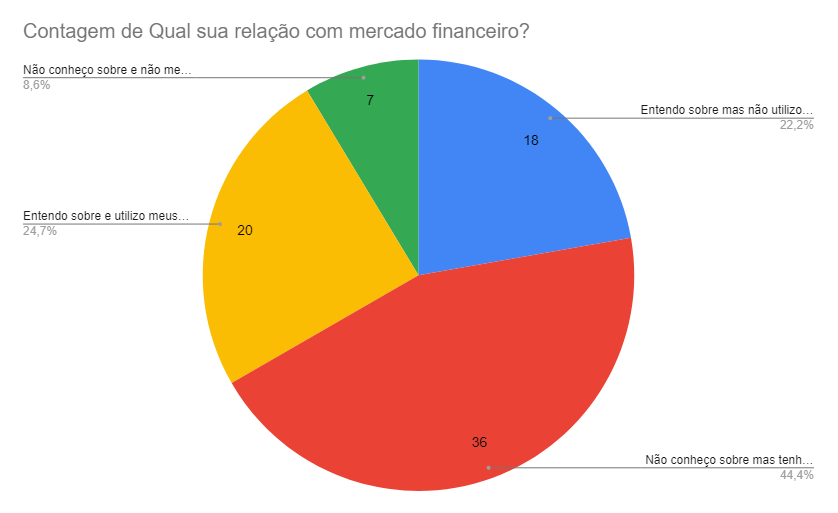 Contagem de Qual sua relação com mercado financeiro?
Não conheço sobre e não me...
8,6%
7
Entendo sobre mas não utilizo...
22,2%
18
Entendo sobre e utilizo meus...
24,7%
20
36
Não conheço sobre mas tenh...
44,4%